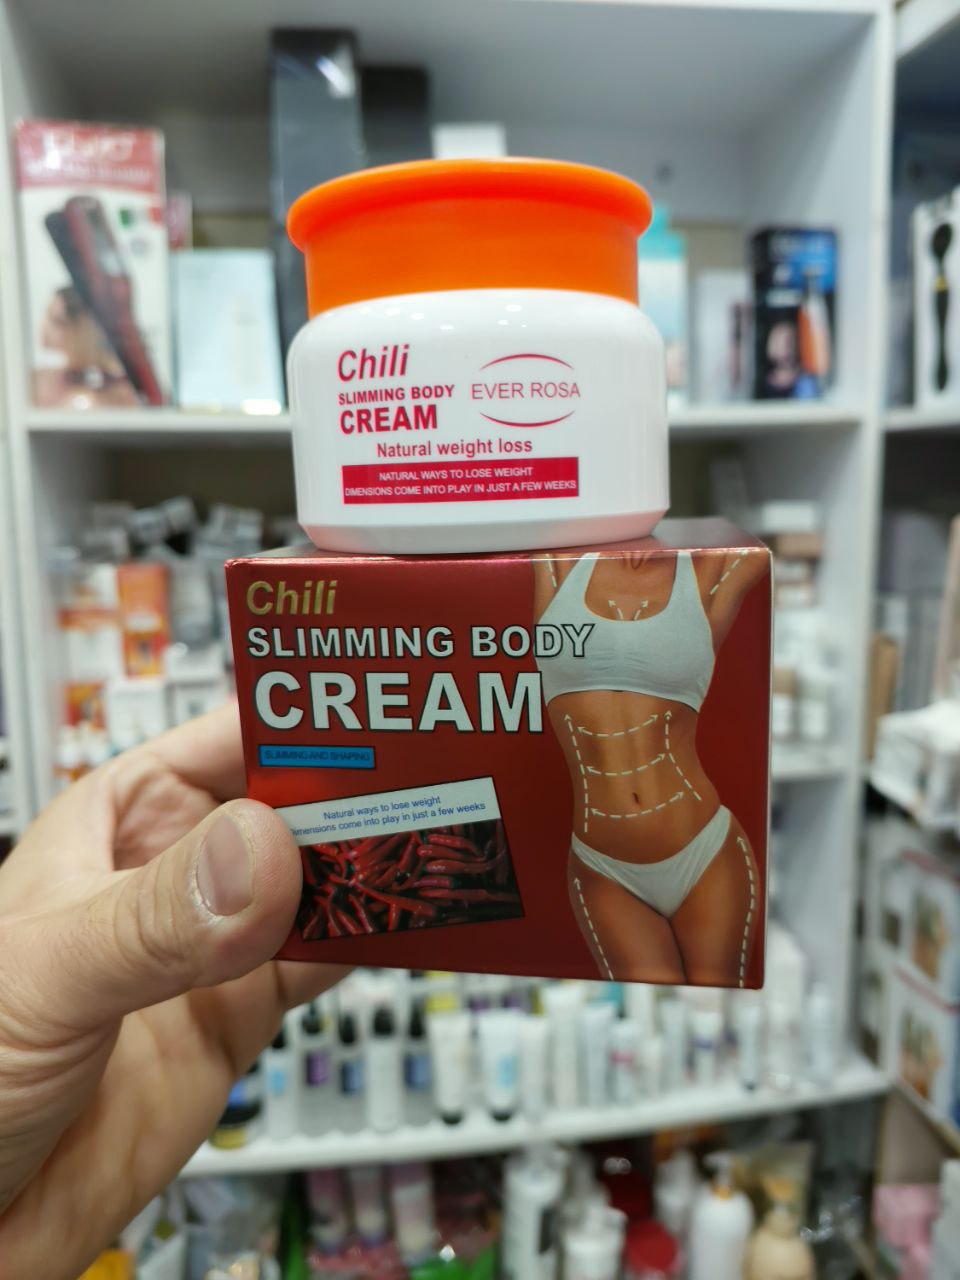 Chili
SLIMMING BODY
CREAM
EVER ROSA
Natural weight loss
NATURAL WAYS TO LOSE WEIGHT
DIMENSIONS COME INTO PLAY IN JUST A FEW WEEKS
Chili
SLIMMING BODY
CREAM
SLIMMING AND SHAPING
Natural ways to lose weight
imensions come into play in just a few weeks